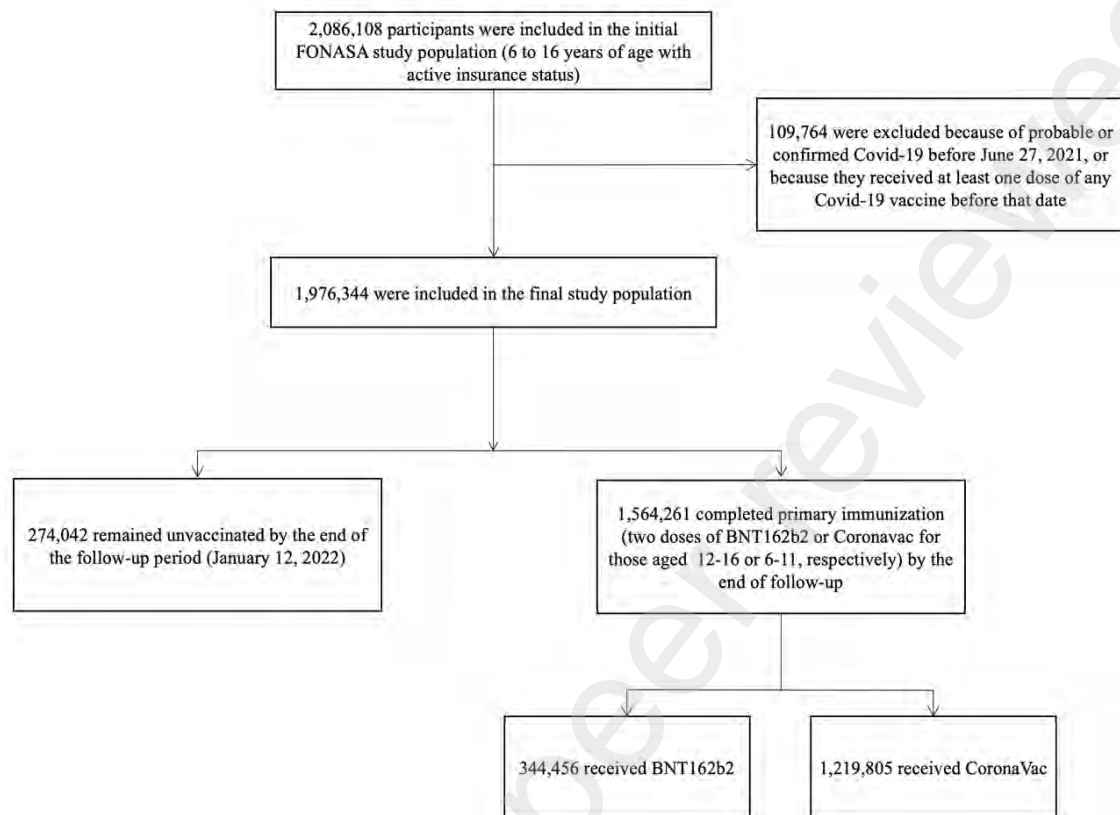 2,086,108 participants were included in the initial
FONASA study population (6 to 16 years of age with
active insurance status)
109,764 were excluded because of probable or
confirmed Covid-19 before June 27, 2021, or
because they received at least one dose of any
Covid-19 vaccine before that date
1,976,344 were included in the final study population
274,042 remained unvaccinated by the end of
the follow-up period (January 12, 2022)
1,564,261 completed primary immunization
(two doses of BNT162b2 or Coronavac for
those aged 12-16 or 6-11, respectively) by the
end of follow-up
344,456 received BNT162b2
1,219,805 received CoronaVac
peer reviewe